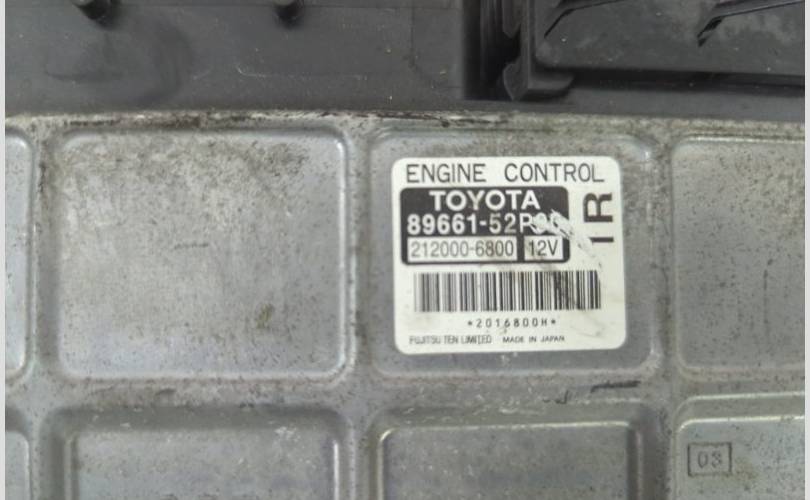 ENGINE CONTROL
TOYOTA
1R
212000-6800 12V
*2016800H*
FUJITSU TEN LIMITED MADE IN JAPAN
03